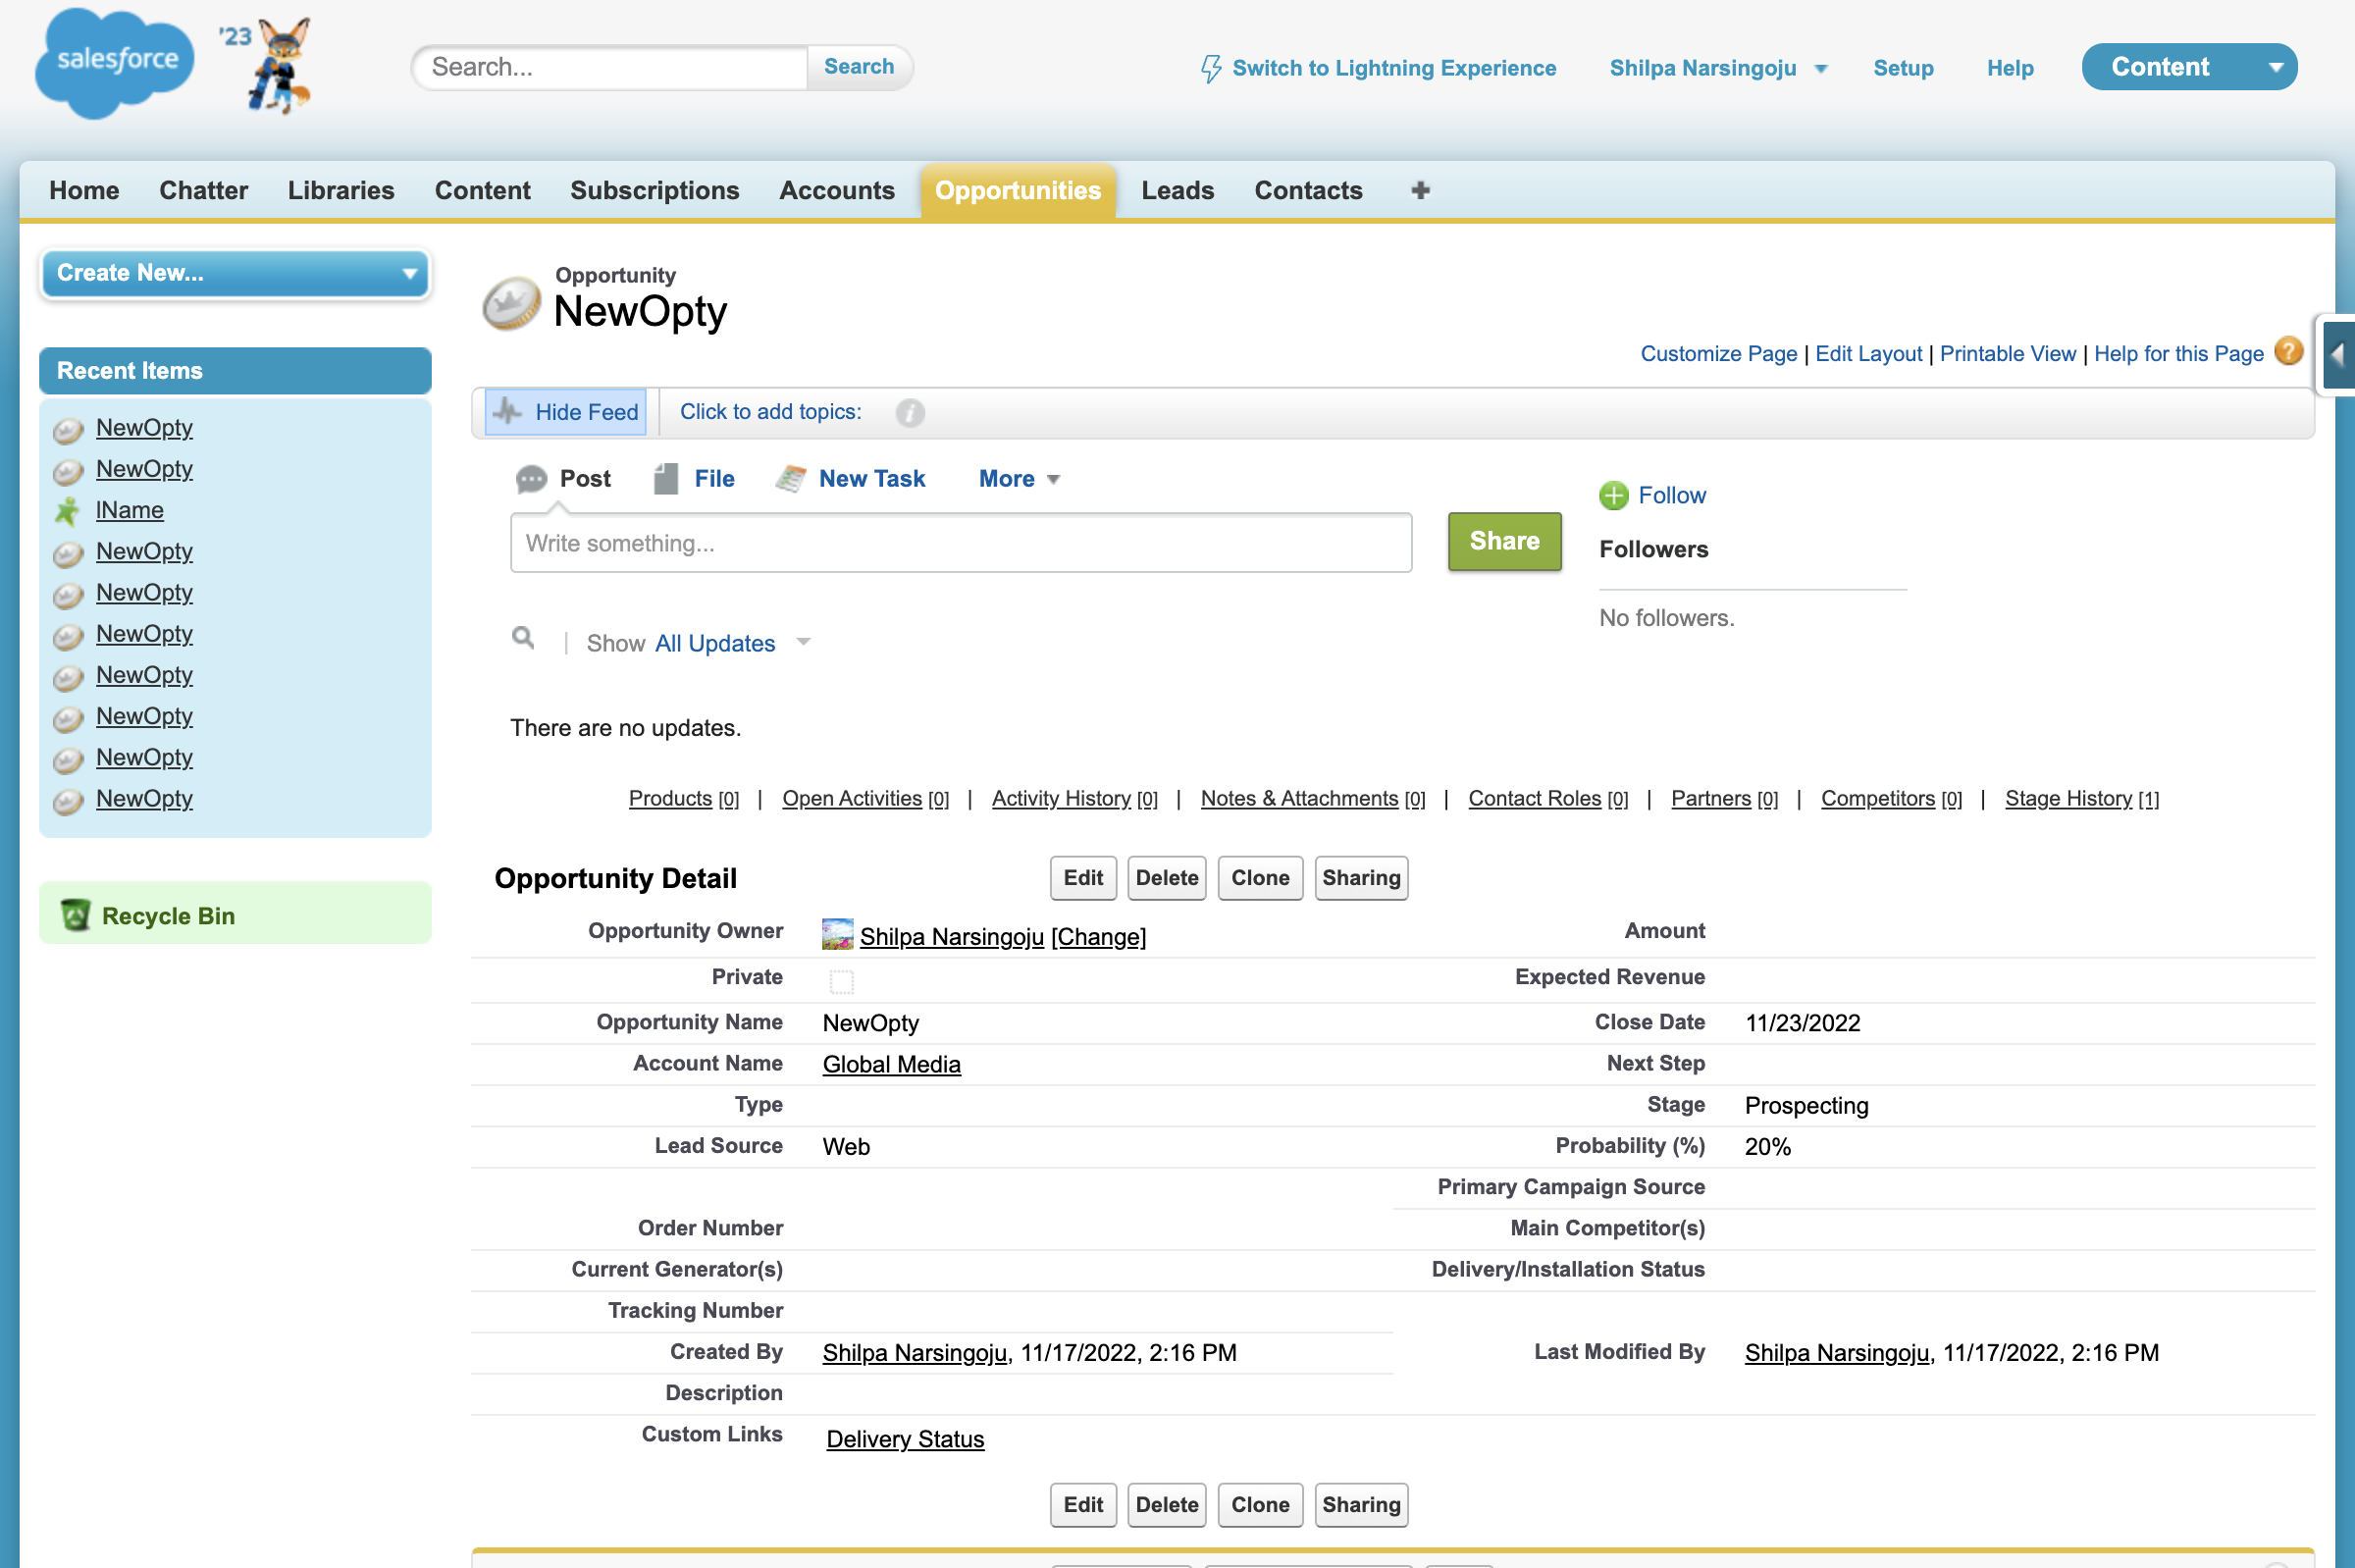 salesforce '23 Search... Search Switch to Lightning Experience Shilpa Narsingoju Setup Help Content
Home Chatter Libraries Content Subscriptions Accounts Opportunities Leads Contacts
Create New...
Recent Items
NewOpty
NewOpty
lName
NewOpty
NewOpty
NewOpty
NewOpty
NewOpty
NewOpty
NewOpty
Recycle Bin
Opportunity
NewOpty
Customize Page | Edit Layout | Printable View | Help for this Page ?
Hide Feed Click to add topics: i
Post File New Task More
Write something... Share
Follow
Followers
No followers.
| Show All Updates
There are no updates.
Products [0] | Open Activities [0] | Activity History [0] | Notes & Attachments [0] | Contact Roles [0] | Partners [0] | Competitors [0] | Stage History [1]
Opportunity Detail Edit Delete Clone Sharing
Opportunity Owner Shilpa Narsingoju [Change] Amount
Private Expected Revenue
Opportunity Name NewOpty Close Date 11/23/2022
Account Name Global Media Next Step
Type Stage Prospecting
Lead Source Web Probability (%) 20%
Primary Campaign Source
Order Number Main Competitor(s)
Current Generator(s) Delivery/Installation Status
Tracking Number
Created By Shilpa Narsingoju, 11/17/2022, 2:16 PM Last Modified By Shilpa Narsingoju, 11/17/2022, 2:16 PM
Description
Custom Links Delivery Status
Edit Delete Clone Sharing